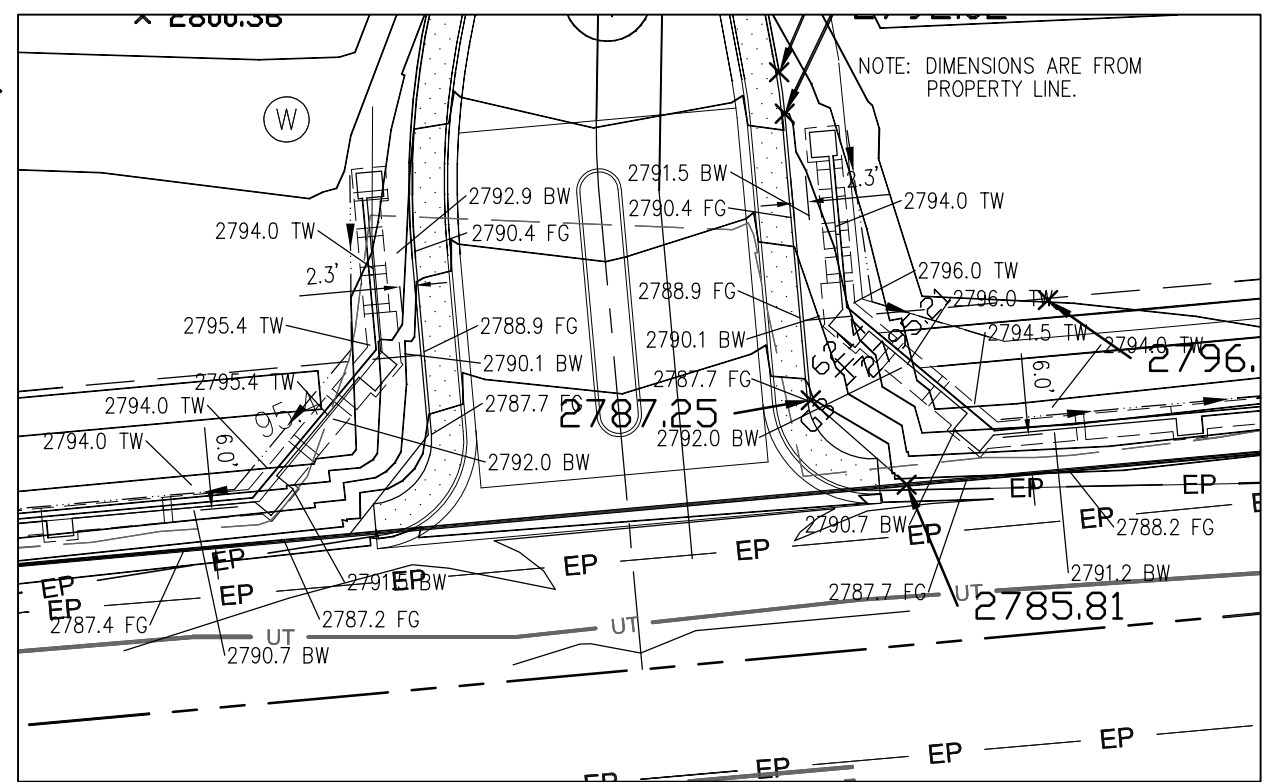 NOTE: DIMENSIONS ARE FROM
PROPERTY LINE.
W
2791.5 BW
2.3'
2792.9 BW
2790.4 FG
2794.0 TW
2794.0 TW
2790.4 FG
2.3'
2796.0 TW
2788.9 FG
2796.0 TW
2795.4 TW
2788.9 FG
2790.1 BW
2794.5 TW
2794.0 TW
2790.1 BW
2796.
2795.4 TW
2787.7 FG
6.0'
2794.0 TW
2787.7 FG
2787.25
2794.0 TW
6.0'
2792.0 BW
2792.0 BW
EP
EP
EP
2790.7 BW
EP
2788.2 FG
EP
EP
EP
EP
EP
2791.2 BW
EP
EP
2787.7 FG
UT
2785.81
2787.4 FG
2787.2 FG
UT
UT
2790.7 BW
EP
EP
EP
EP